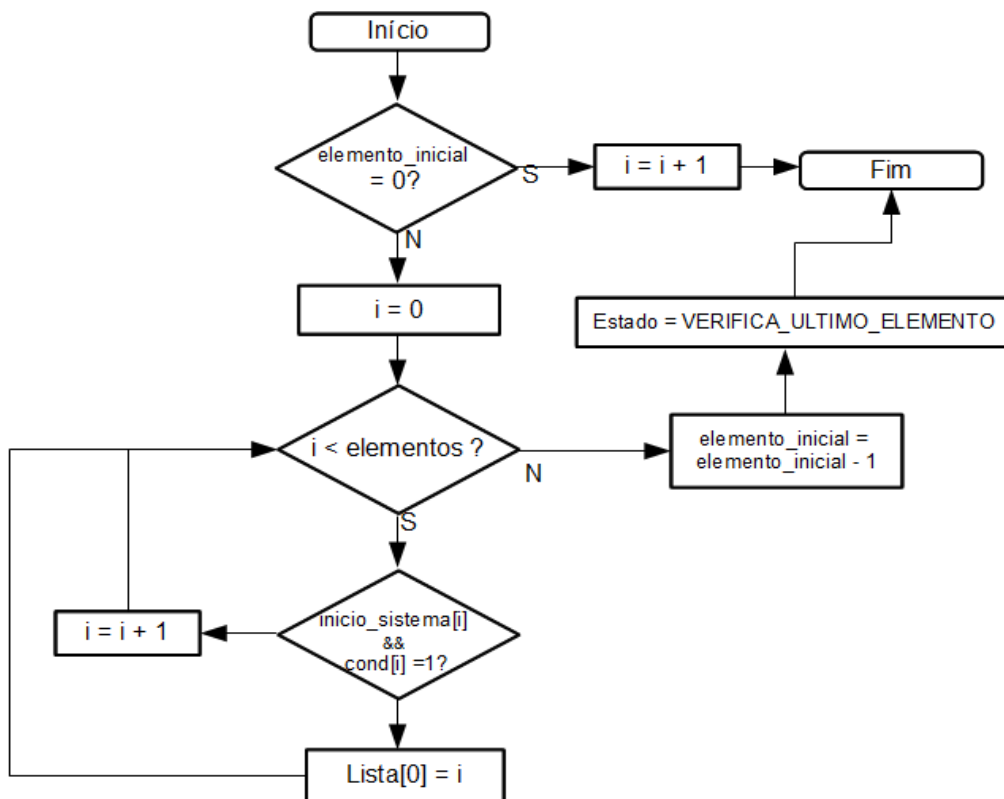 Início
elemento_inicial
= 0?
S
i = i + 1
Fim
N
i = 0
Estado = VERIFICA_ULTIMO_ELEMENTO
i < elementos ?
N
elemento_inicial =
elemento_inicial - 1
S
inicio_sistema[i]
&&
cond[i] =1?
i = i + 1
Lista[0] = i